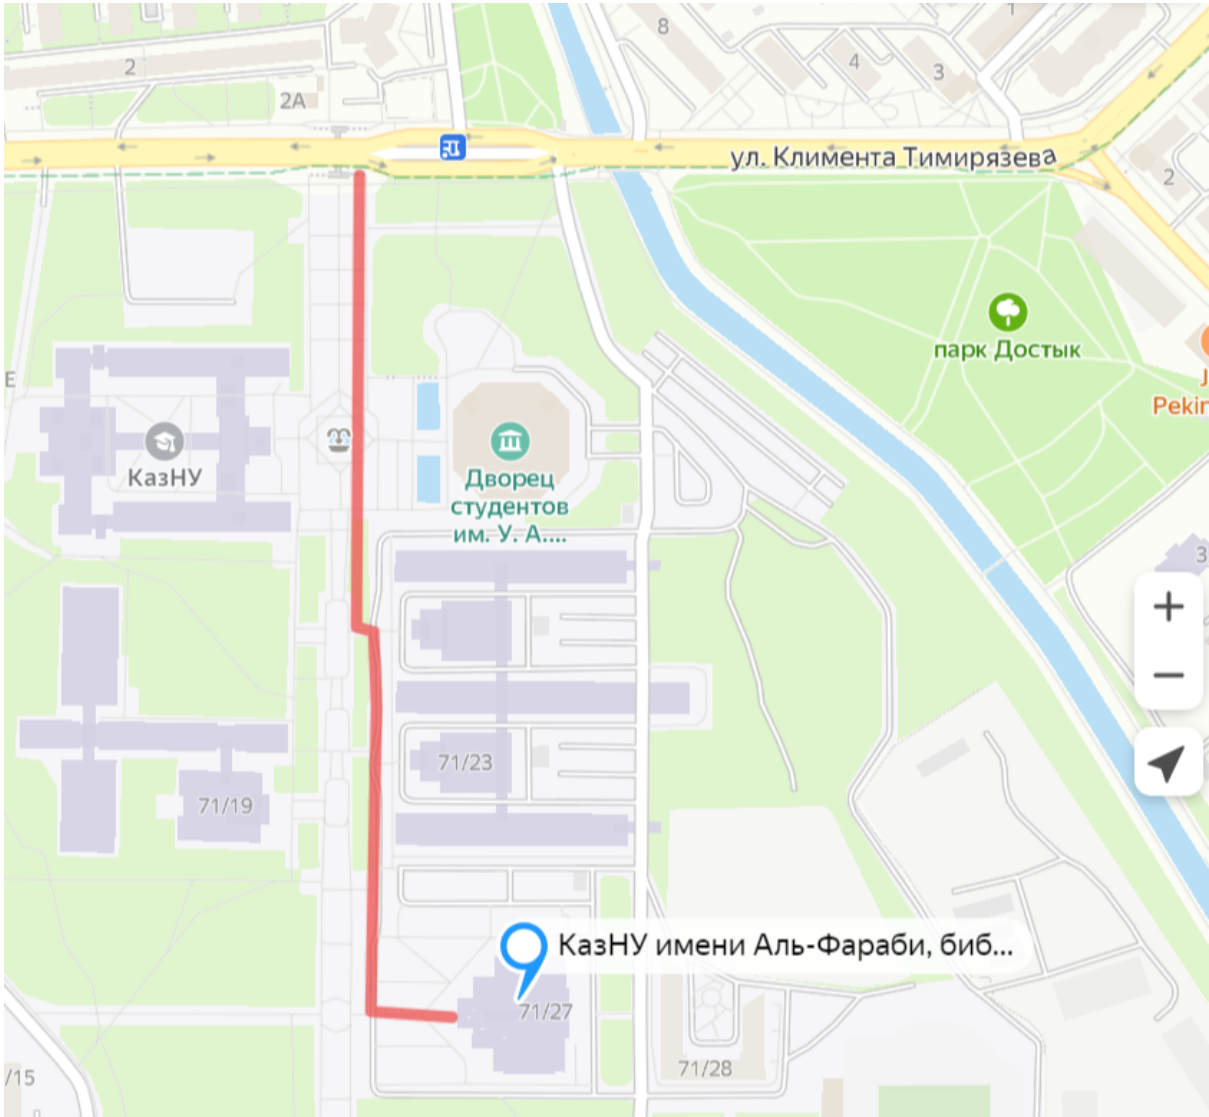 8
4
3
1
2
2А
ул. Климента Тимирязева
2
парк Достык
Е
J
Pekin
КазНУ
Дворец
студентов
им. У. А....
3
+
−
71/23
71/19
КазНУ имени Аль-Фараби, биб...
71/27
71/28
/15